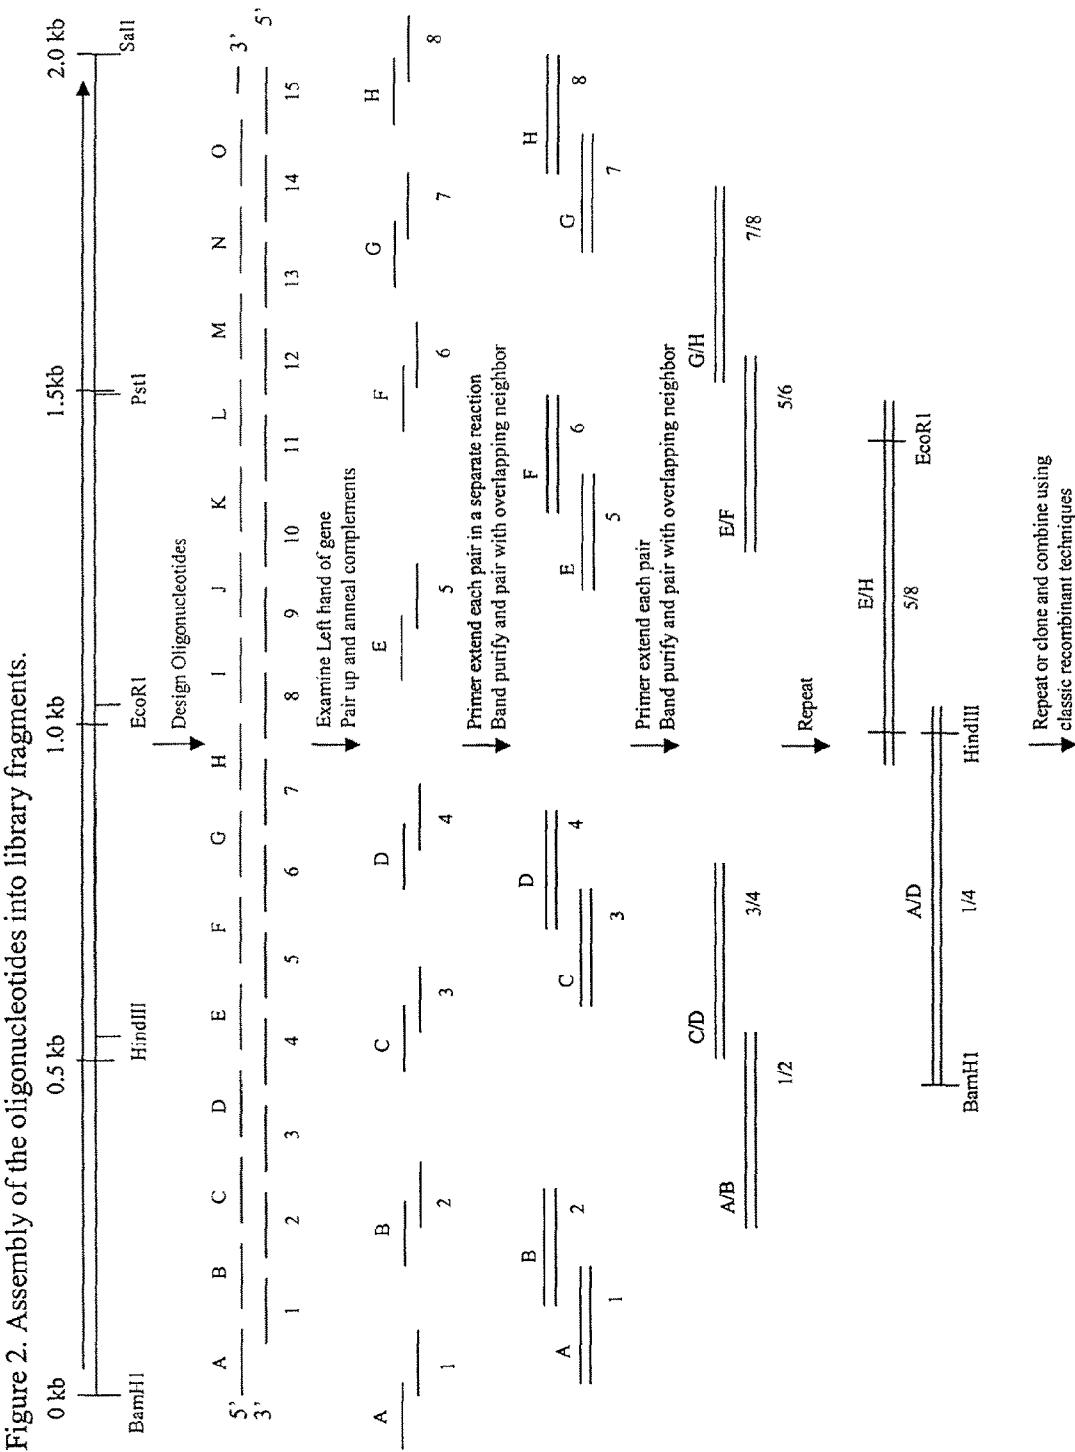 Figure 2. Assembly of the oligonucleotides into library fragments.
0 kb 0.5 kb 1.0 kb 1.5kb 2.0 kb
BamH1 HindIII EcoR1 Pst1 Sal1
Design Oligonucleotides
A B C D E F G H I J K L M N O
5' 3'
3' 5'
1 2 3 4 5 6 7 8 9 10 11 12 13 14 15
Examine Left hand of gene
Pair up and anneal complements
A B C D E F G H
1 2 3 4 5 6 7 8
Primer extend each pair in a separate reaction
Band purify and pair with overlapping neighbor
B D F H
2 4 6 8
A C E G
1 3 5 7
Primer extend each pair
Band purify and pair with overlapping neighbor
C/D G/H
3/4 7/8
A/B E/F
1/2 5/6
Repeat
E/H
5/8
EcoR1
A/D
1/4
BamH1 HindIII
Repeat or clone and combine using
classic recombinant techniques